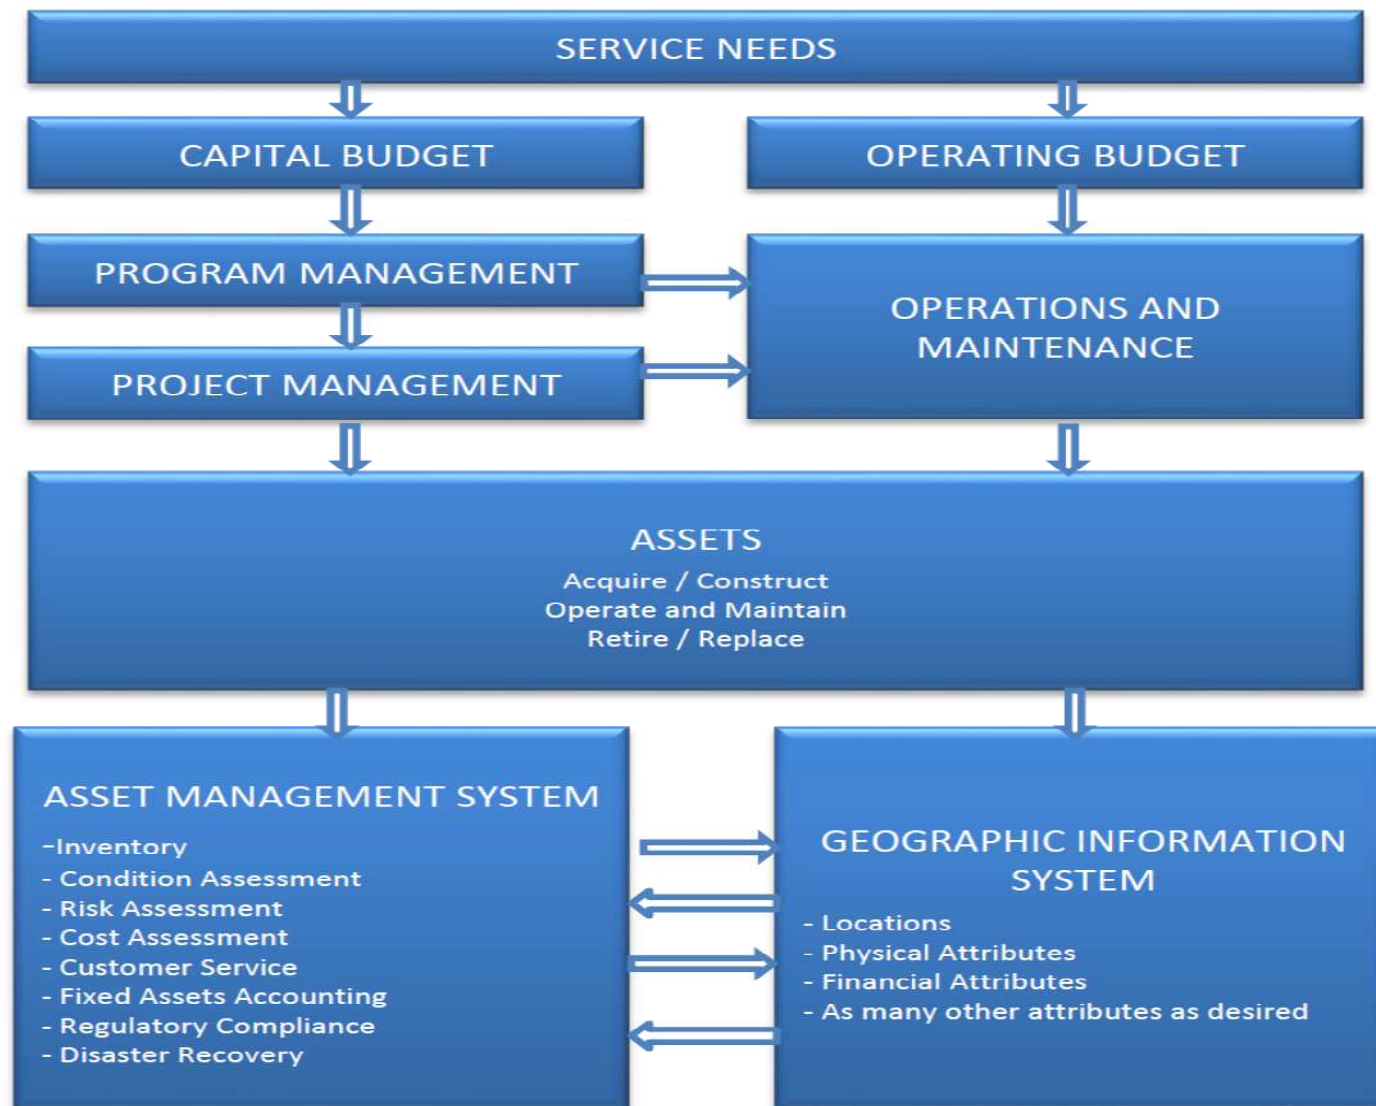 SERVICE NEEDS
CAPITAL BUDGET
OPERATING BUDGET
PROGRAM MANAGEMENT
PROJECT MANAGEMENT
OPERATIONS AND
MAINTENANCE
ASSETS
Acquire / Construct
Operate and Maintain
Retire / Replace
ASSET MANAGEMENT SYSTEM
-Inventory
- Condition Assessment
- Risk Assessment
- Cost Assessment
- Customer Service
- Fixed Assets Accounting
- Regulatory Compliance
- Disaster Recovery
GEOGRAPHIC INFORMATION
SYSTEM
- Locations
- Physical Attributes
- Financial Attributes
- As many other attributes as desired